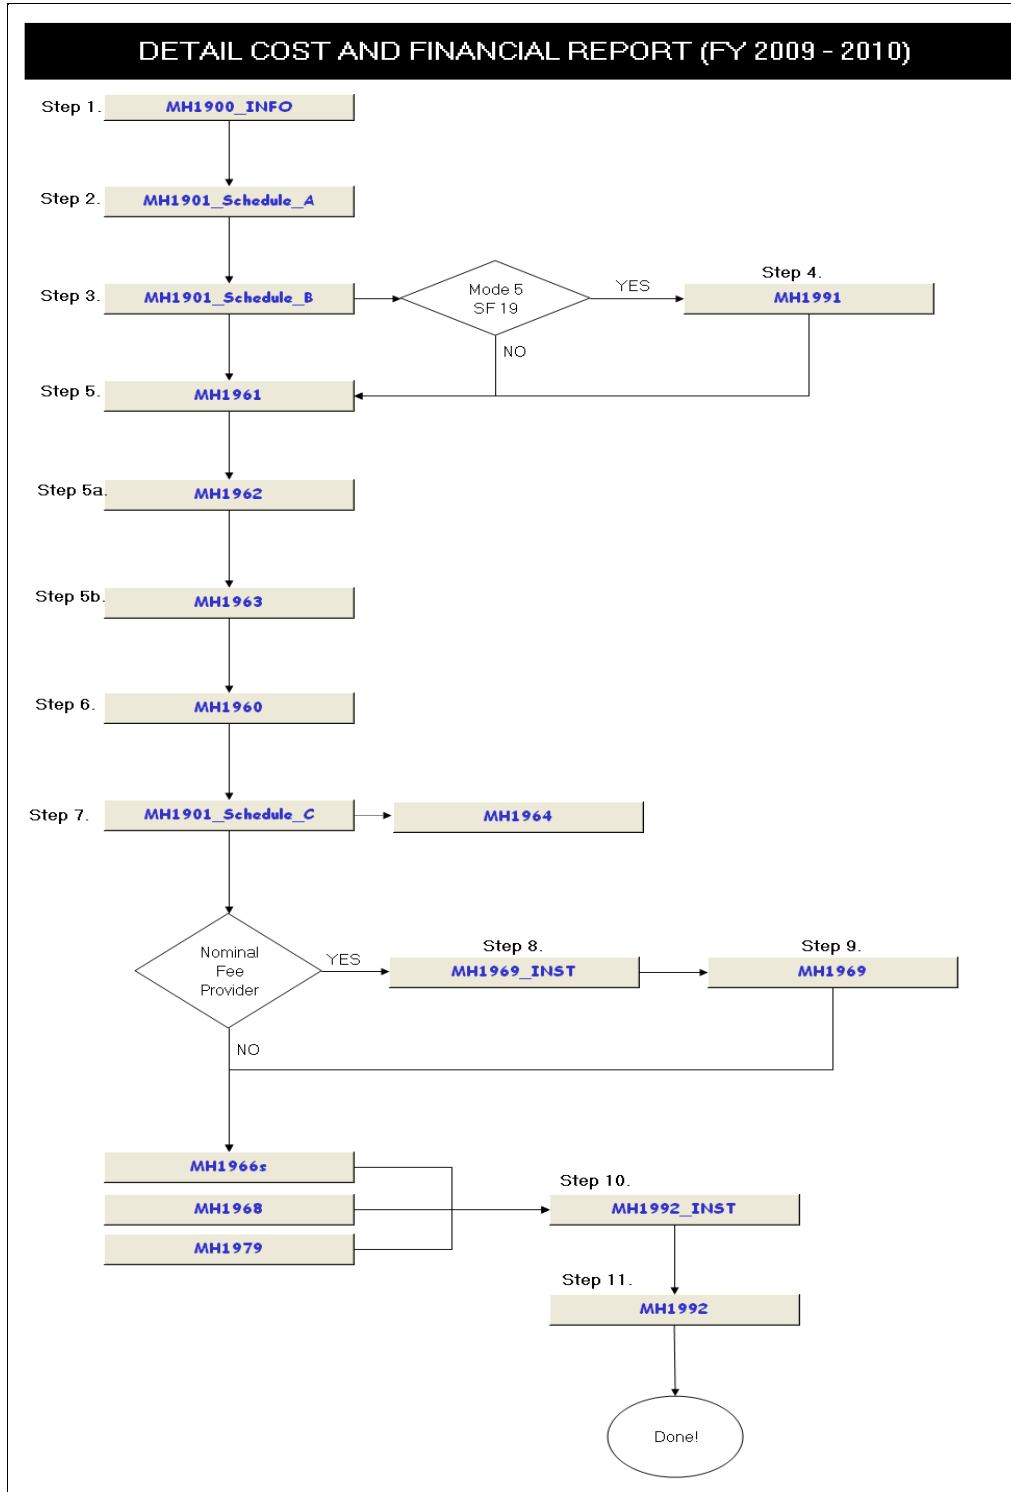 DETAIL COST AND FINANCIAL REPORT (FY 2009 - 2010)
Step 1.
MH1900_INFO
Step 2.
MH1901_Schedule_A
Step 3.
MH1901_Schedule_B
Mode 5
SF 19
YES
NO
Step 4.
MH1991
Step 5.
MH1961
Step 5a.
MH1962
Step 5b.
MH1963
Step 6.
MH1960
Step 7.
MH1901_Schedule_C
MH1964
Nominal
Fee
Provider
YES
NO
Step 8.
MH1969_INST
Step 9.
MH1969
MH1966s
MH1968
MH1979
Step 10.
MH1992_INST
Step 11.
MH1992
Done!